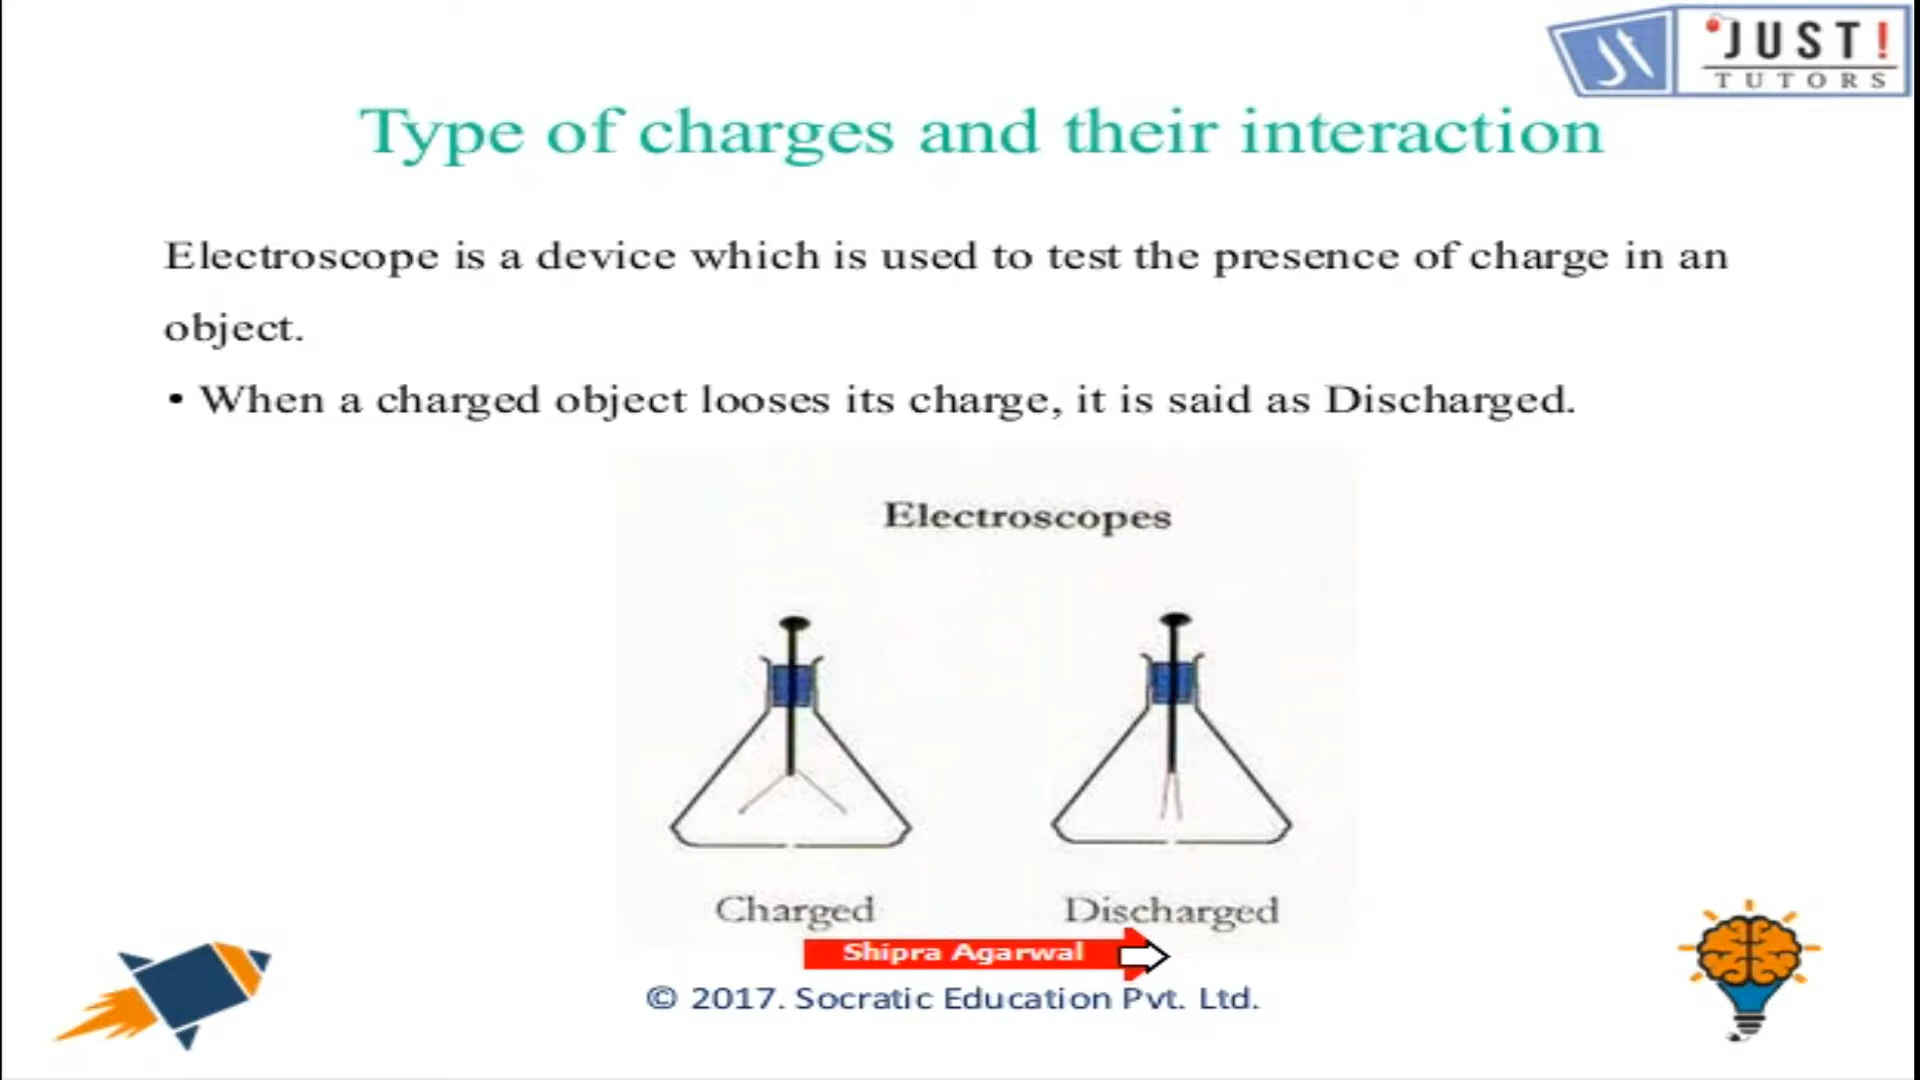 JUST!
TUTORS
Type of charges and their interaction
Electroscope is a device which is used to test the presence of charge in an
object.
• When a charged object looses its charge, it is said as Discharged.
Electroscopes
Charged Discharged
Shipra Agarwal
© 2017. Socratic Education Pvt. Ltd.